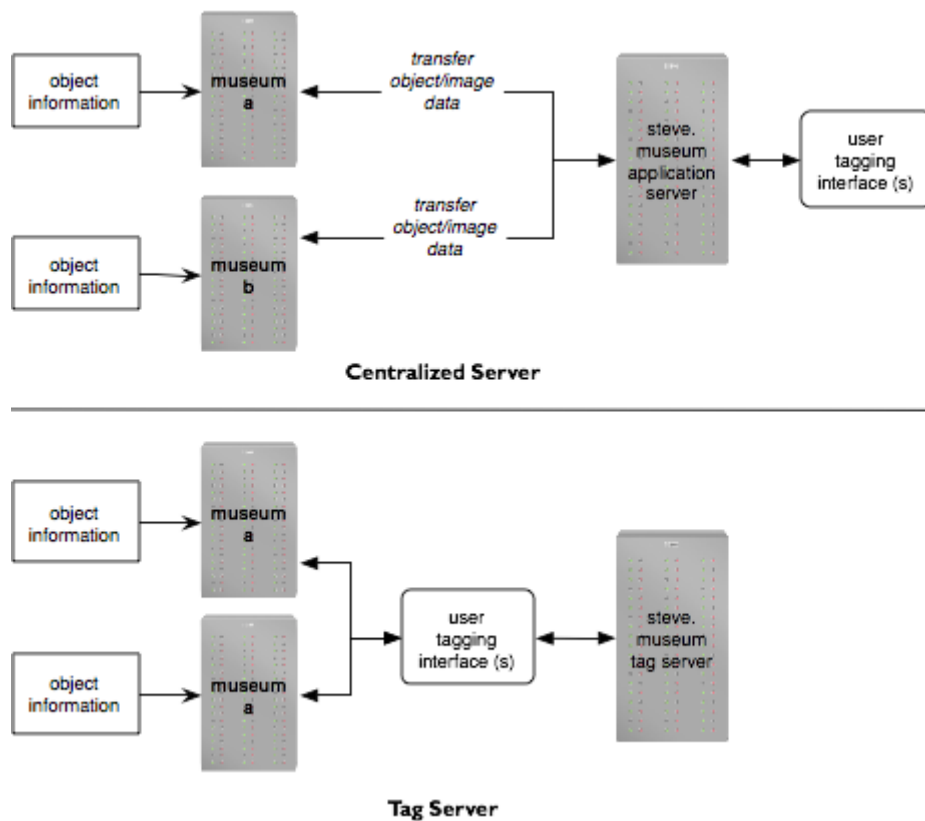 object
information
museum
a
transfer
object/image
data
steve.
museum
application
server
user
tagging
interface (s)
object
information
museum
b
transfer
object/image
data
Centralized Server
object
information
museum
a
user
tagging
interface (s)
steve.
museum
tag server
object
information
museum
a
Tag Server